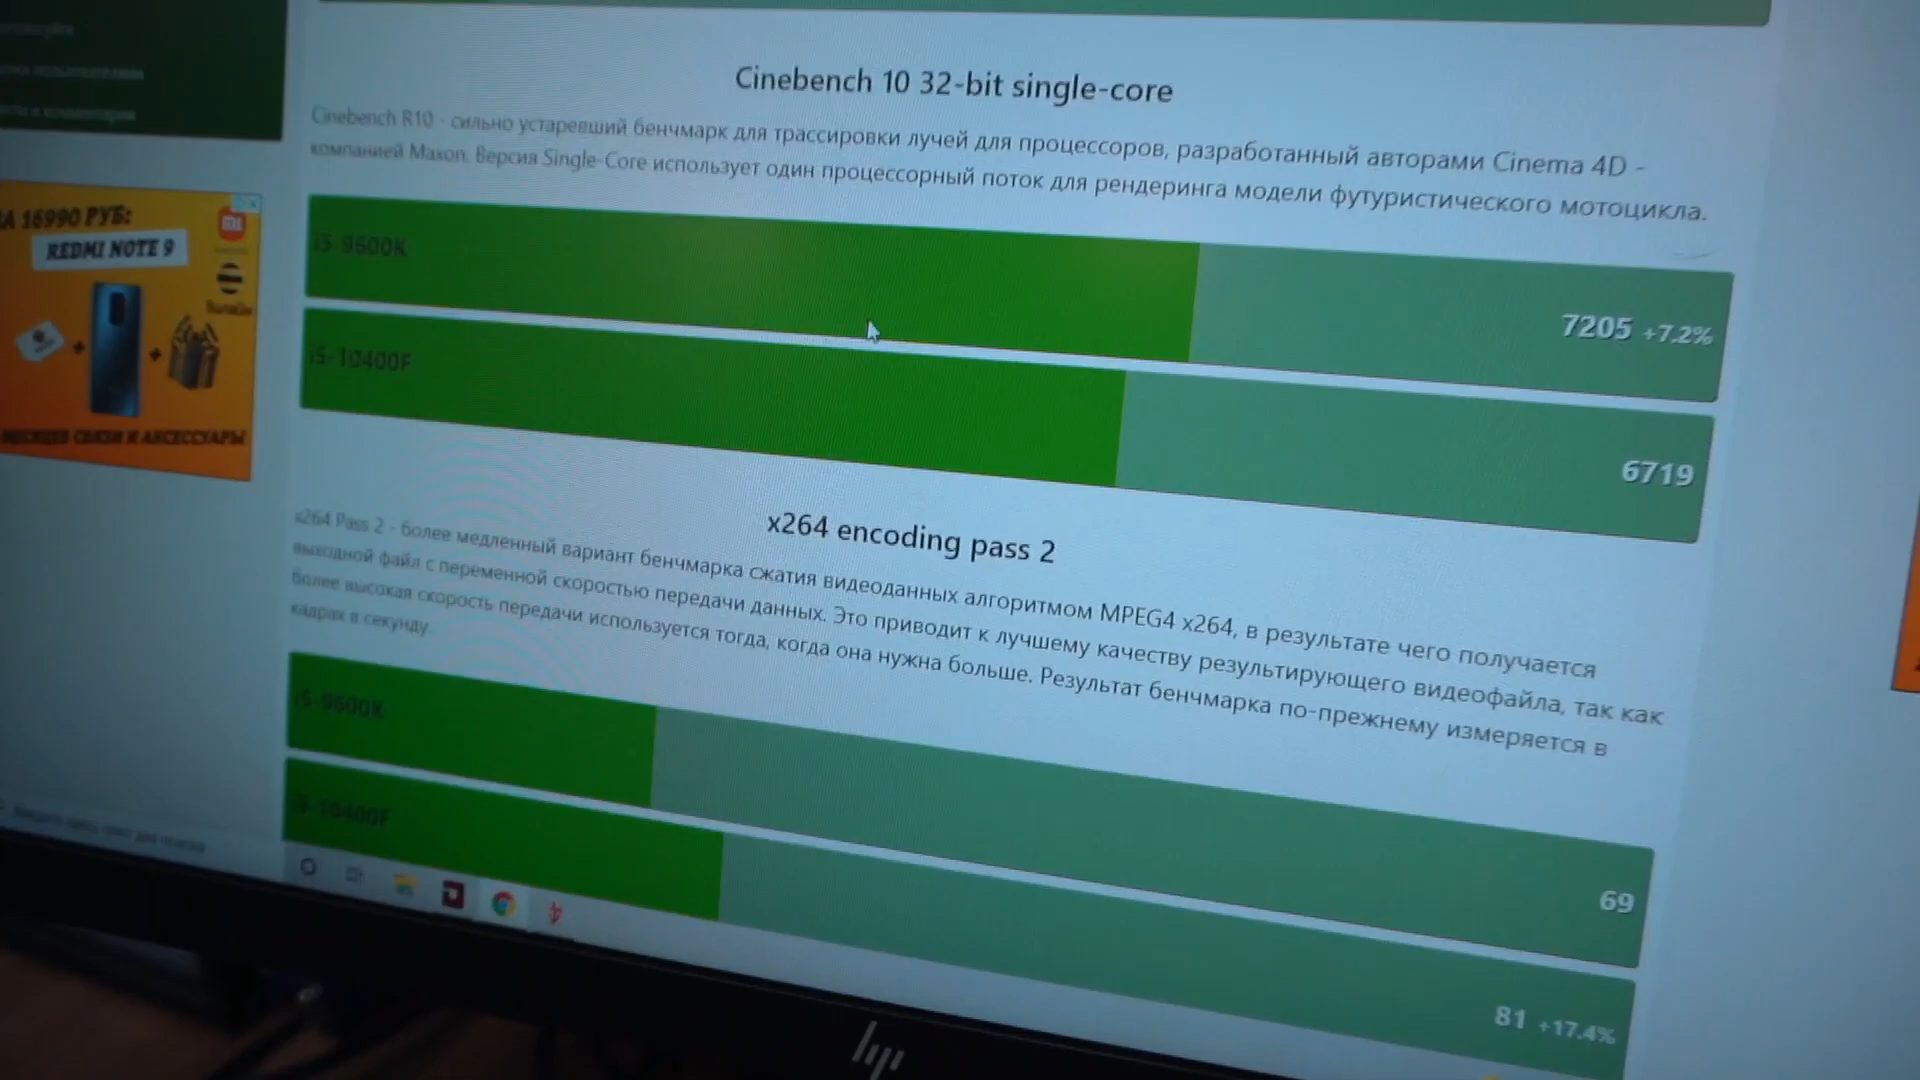 Cinebench 10 32-bit single-core
Cinebench R10 - сильно устаревший бенчмарк для трассировки лучей для процессоров, разработанный авторами Cinema 4D -
компанией Maxon. Версия Single-Core использует один процессорный поток для рендеринга модели футуристического мотоцикла.
А 16990 РУБ:
REDMI NOTE 9
Билайн
МЕСЯЦЕВ СВЯЗИ И АКСЕССУАРЫ
i5-9600K
7205 +7.2%
i5-10400F
6719
x264 encoding pass 2
x264 Pass 2 - более медленный вариант бенчмарка сжатия видеоданных алгоритмом MPEG4 x264, в результате чего получается
выходной файл с переменной скоростью передачи данных. Это приводит к лучшему качеству результирующего видеофайла, так как
более высокая скорость передачи используется тогда, когда она нужна больше. Результат бенчмарка по-прежнему измеряется в
кадрах в секунду.
i5-9600K
69
i5-10400F
81 +17.4%
hp